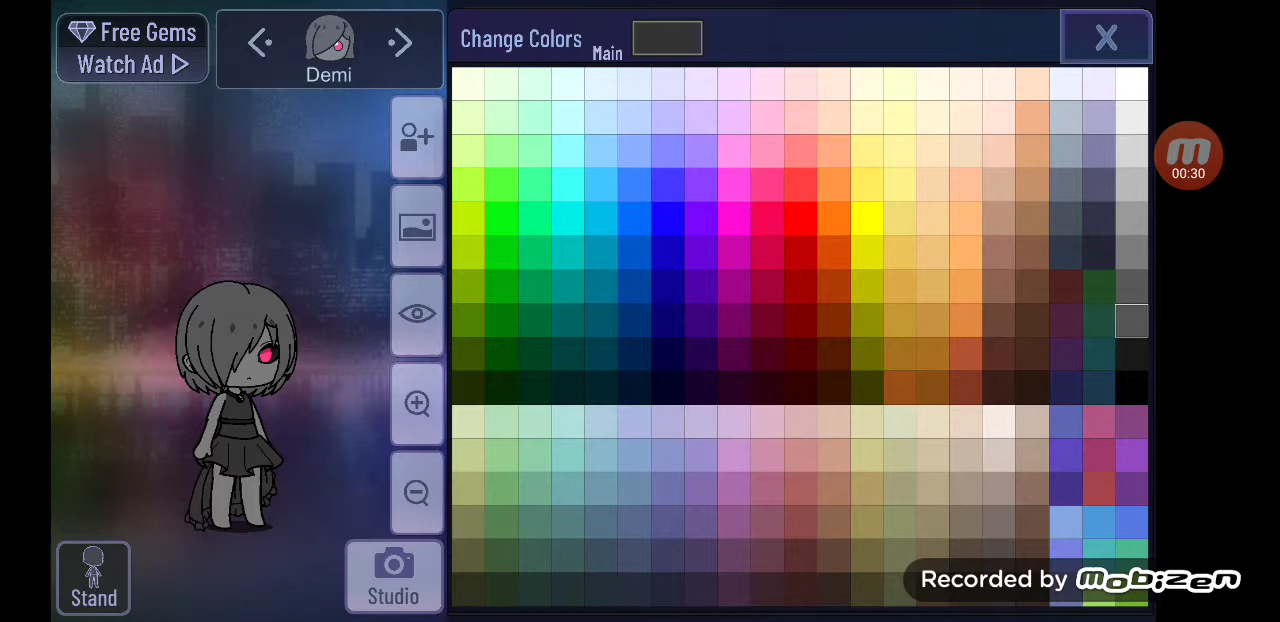 Free Gems
Watch Ad
Demi
Change Colors
Main
X
00:30
Stand
Studio
Recorded by mobizen